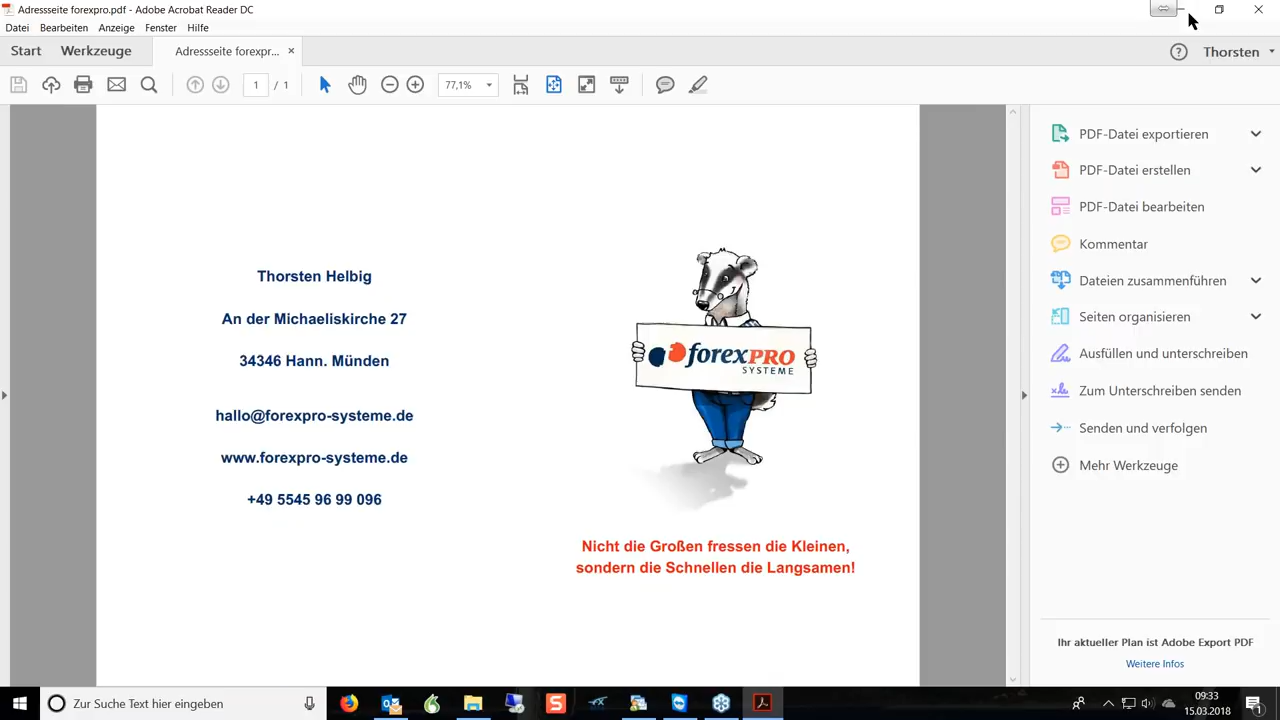 Adressseite forexpro.pdf - Adobe Acrobat Reader DC
Datei Bearbeiten Anzeige Fenster Hilfe
Start Werkzeuge Adressseite forexpr... × Thorsten
1 / 1 77,1%
Thorsten Helbig
An der Michaeliskirche 27
34346 Hann. Münden
hallo@forexpro-systeme.de
www.forexpro-systeme.de
+49 5545 96 99 096
forexPRO
SYSTEME
Nicht die Großen fressen die Kleinen,
sondern die Schnellen die Langsamen!
PDF-Datei exportieren
PDF-Datei erstellen
PDF-Datei bearbeiten
Kommentar
Dateien zusammenführen
Seiten organisieren
Ausfüllen und unterschreiben
Zum Unterschreiben senden
Senden und verfolgen
Mehr Werkzeuge
Ihr aktueller Plan ist Adobe Export PDF
Weitere Infos
Zur Suche Text hier eingeben
09:33
15.03.2018